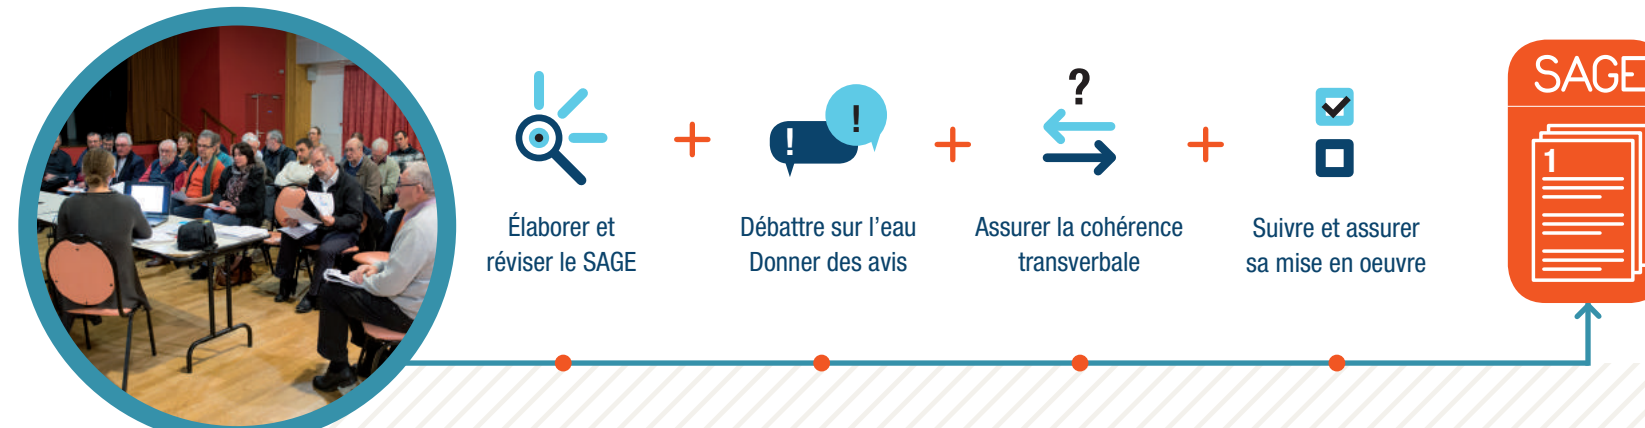 ?
!
!
Élaborer et
réviser le SAGE
Débattre sur l'eau
Donner des avis
Assurer la cohérence
transverbale
Suivre et assurer
sa mise en oeuvre
SAGE
1